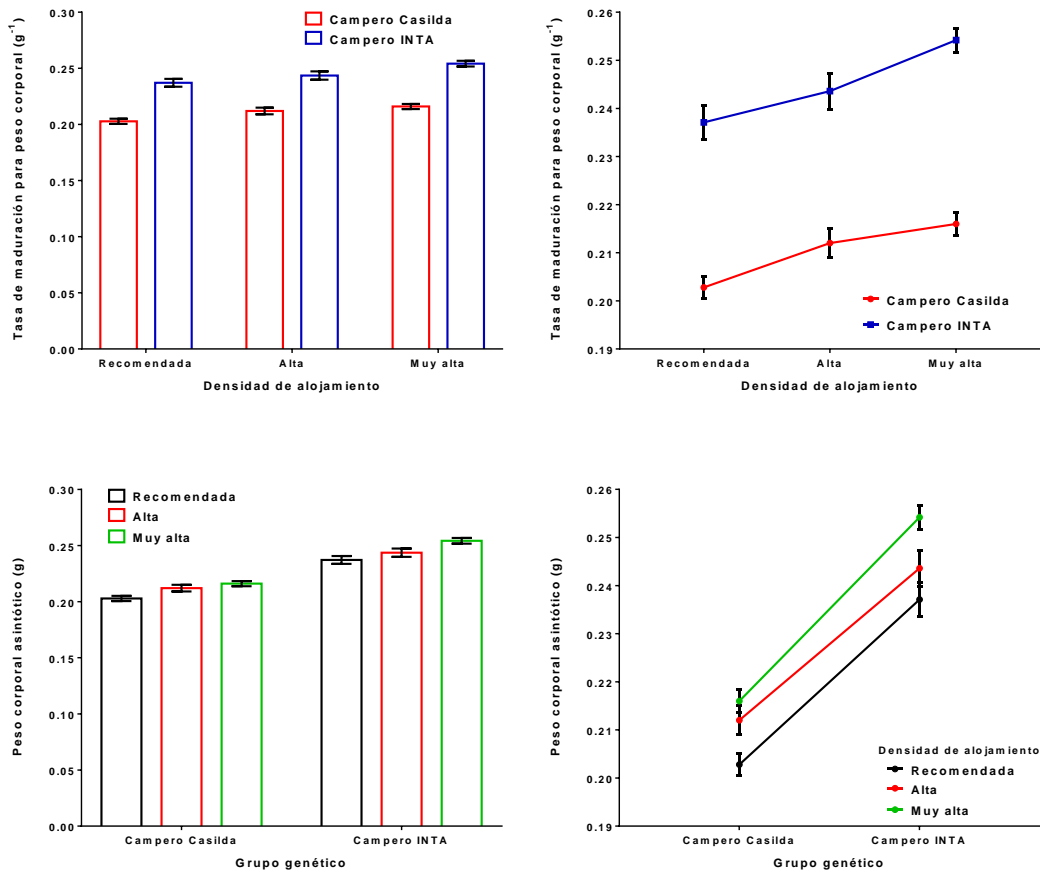 Tasa de maduración para peso corporal (g⁻¹)
0.30
0.25
0.20
0.15
0.10
0.05
0.00
Campero Casilda
Campero INTA
Recomendada
Alta
Muy alta
Densidad de alojamiento
Tasa de maduración para peso corporal (g⁻¹)
0.26
0.25
0.24
0.23
0.22
0.21
0.20
0.19
Campero Casilda
Campero INTA
Recomendada
Alta
Muy alta
Densidad de alojamiento
Peso corporal asintótico (g)
0.30
0.25
0.20
0.15
0.10
0.05
0.00
Recomendada
Alta
Muy alta
Campero Casilda
Campero INTA
Grupo genético
Peso corporal asintótico (g)
0.26
0.25
0.24
0.23
0.22
0.21
0.20
0.19
Densidad de alojamiento
Recomendada
Alta
Muy alta
Campero Casilda
Campero INTA
Grupo genético